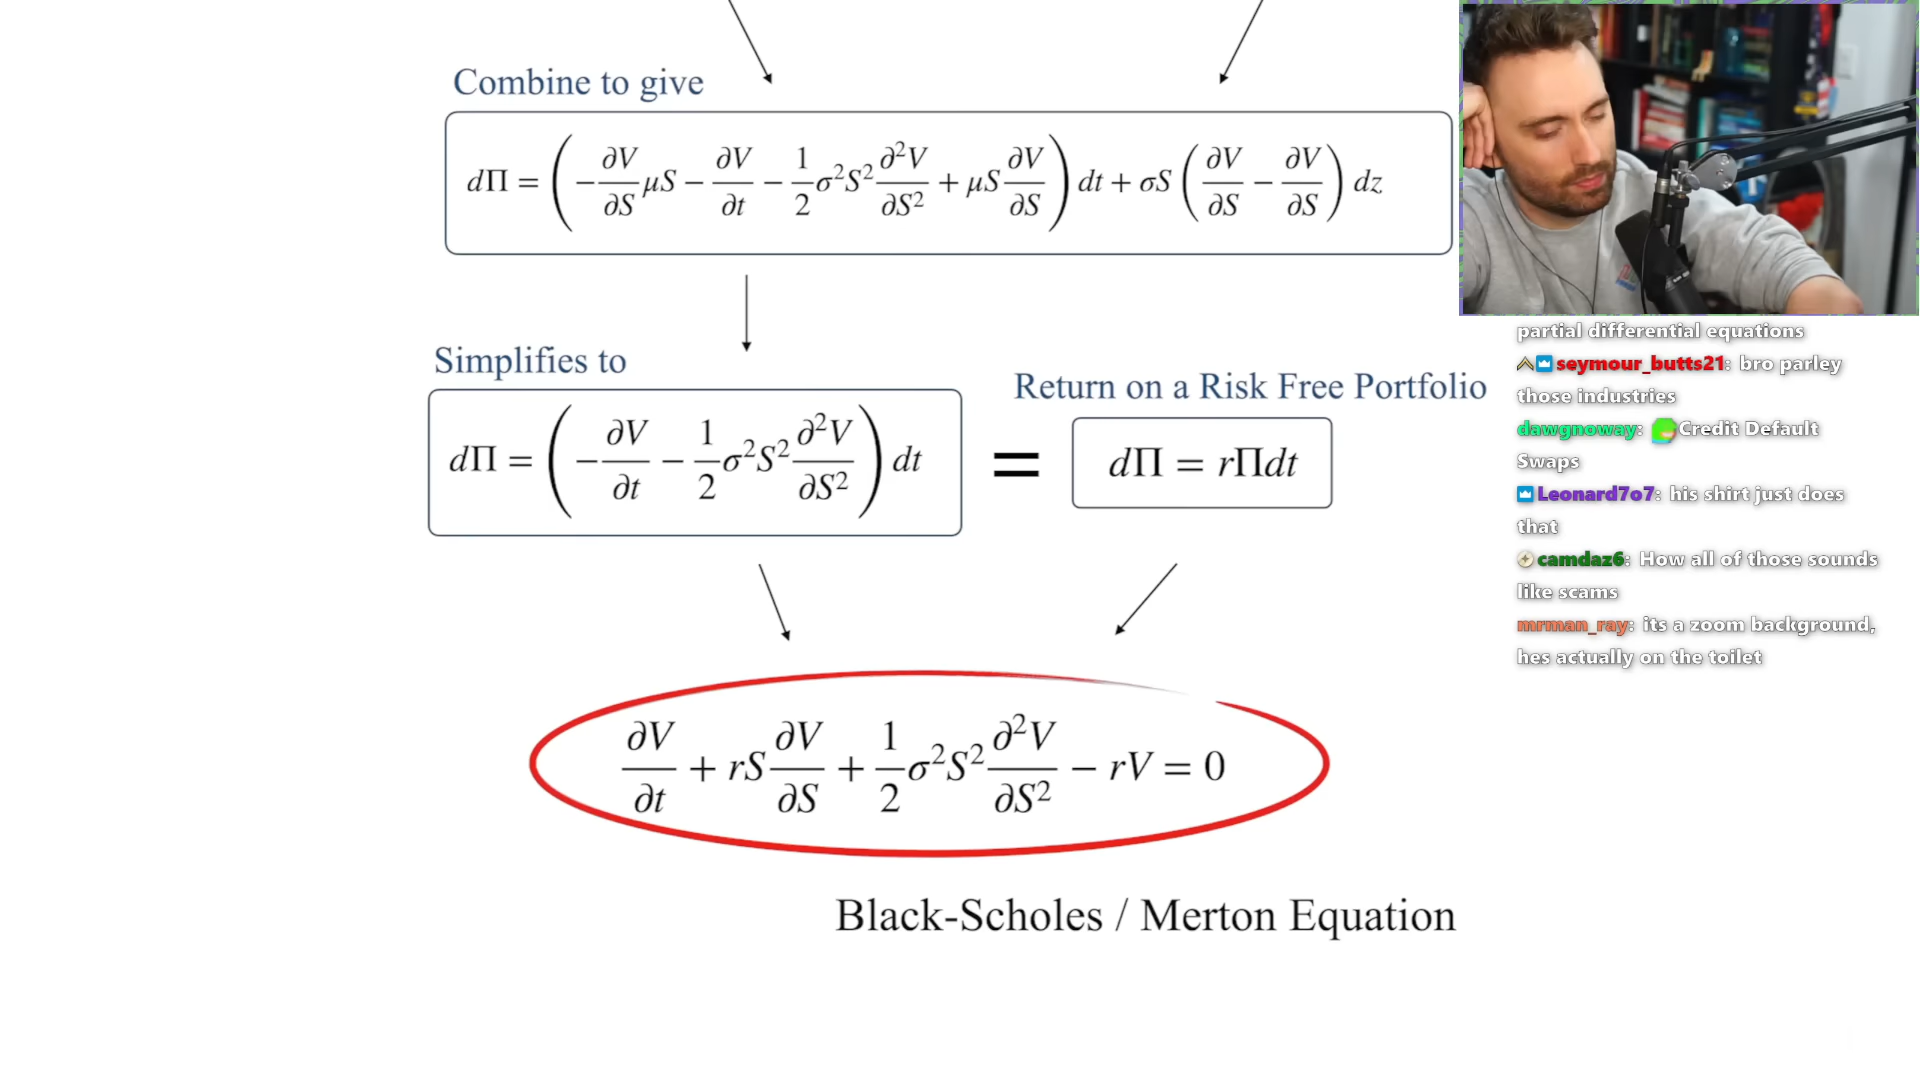 Combine to give
dΠ = ( −∂V/∂S μS − ∂V/∂t − 1/2 σ²S² ∂²V/∂S² + μS ∂V/∂S ) dt + σS ( ∂V/∂S − ∂V/∂S ) dz
Simplifies to
dΠ = ( −∂V/∂t − 1/2 σ²S² ∂²V/∂S² ) dt
=
Return on a Risk Free Portfolio
dΠ = rΠdt
∂V/∂t + rS ∂V/∂S + 1/2 σ²S² ∂²V/∂S² − rV = 0
Black-Scholes / Merton Equation
partial differential equations
seymour_butts21: bro parley
those industries
dawgnoway: Credit Default
Swaps
Leonard7o7: his shirt just does
that
camdaz6: How all of those sounds
like scams
mrman_ray: its a zoom background,
hes actually on the toilet